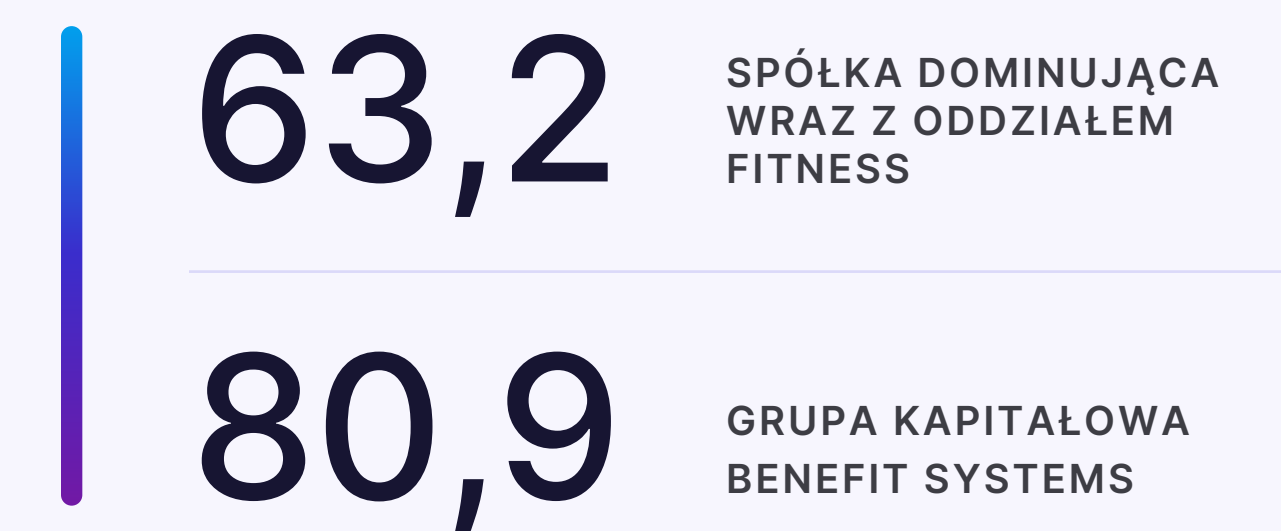 63,2
SPÓŁKA DOMINUJĄCA
WRAZ Z ODDZIAŁEM
FITNESS
80,9
GRUPA KAPITAŁOWA
BENEFIT SYSTEMS